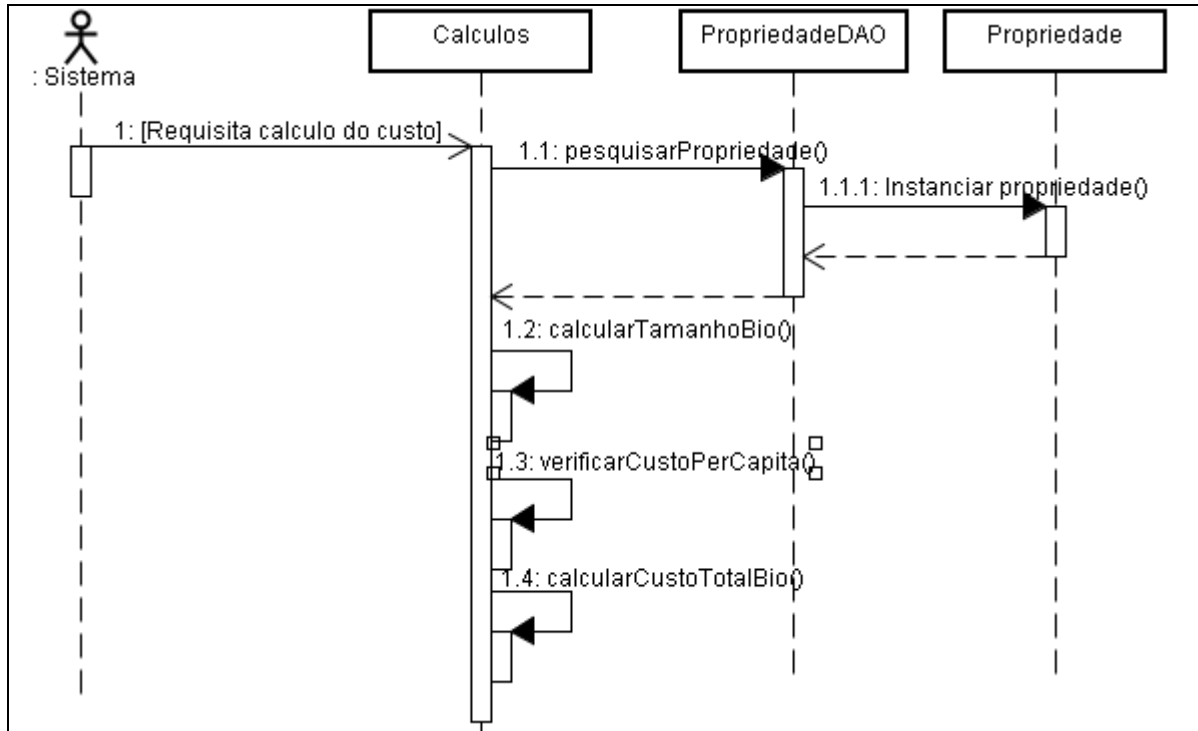 Calculos
PropriedadeDAO
Propriedade
: Sistema
1: [Requisita calculo do custo]
1.1: pesquisarPropriedade()
1.1.1: Instanciar propriedade()
1.2: calcularTamanhoBio()
1.3: verificarCustoPerCapita()
1.4: calcularCustoTotalBio()